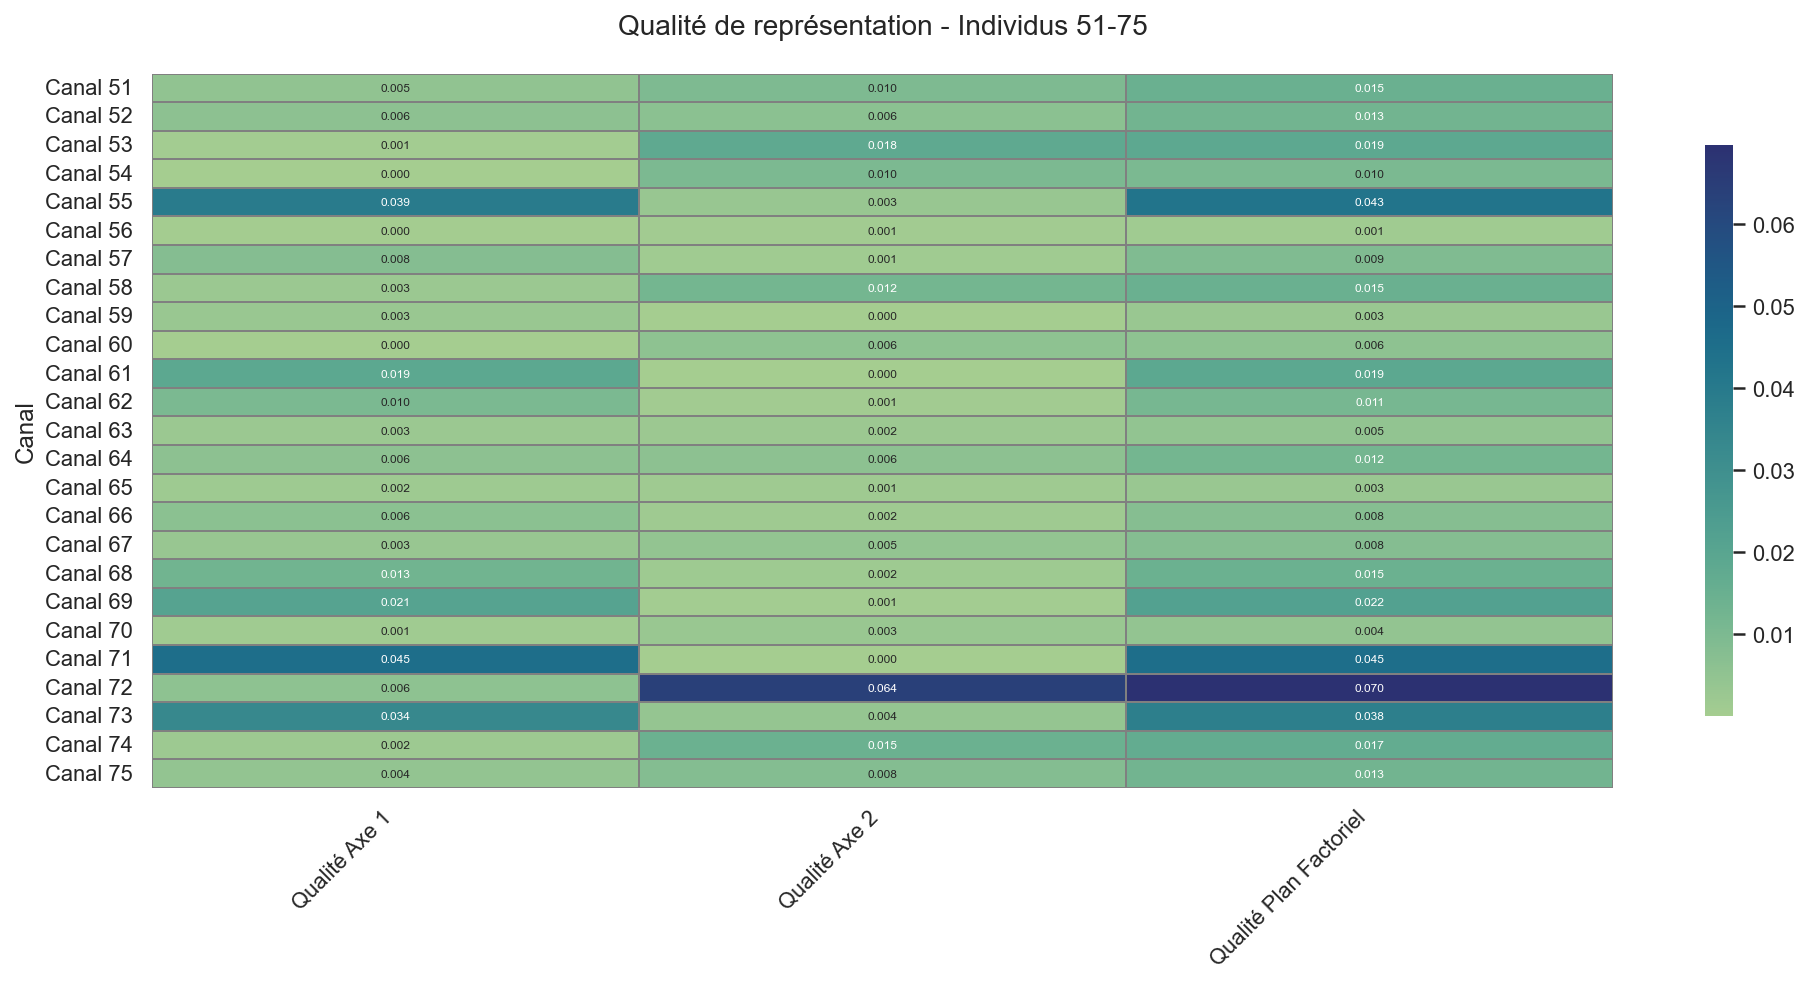 Qualité de représentation - Individus 51-75
Canal
Canal 51 0.005 0.010 0.015
Canal 52 0.006 0.006 0.013
Canal 53 0.001 0.018 0.019
Canal 54 0.000 0.010 0.010
Canal 55 0.039 0.003 0.043
Canal 56 0.000 0.001 0.001
Canal 57 0.008 0.001 0.009
Canal 58 0.003 0.012 0.015
Canal 59 0.003 0.000 0.003
Canal 60 0.000 0.006 0.006
Canal 61 0.019 0.000 0.019
Canal 62 0.010 0.001 0.011
Canal 63 0.003 0.002 0.005
Canal 64 0.006 0.006 0.012
Canal 65 0.002 0.001 0.003
Canal 66 0.006 0.002 0.008
Canal 67 0.003 0.005 0.008
Canal 68 0.013 0.002 0.015
Canal 69 0.021 0.001 0.022
Canal 70 0.001 0.003 0.004
Canal 71 0.045 0.000 0.045
Canal 72 0.006 0.064 0.070
Canal 73 0.034 0.004 0.038
Canal 74 0.002 0.015 0.017
Canal 75 0.004 0.008 0.013
Qualité Axe 1
Qualité Axe 2
Qualité Plan Factoriel
0.06
0.05
0.04
0.03
0.02
0.01